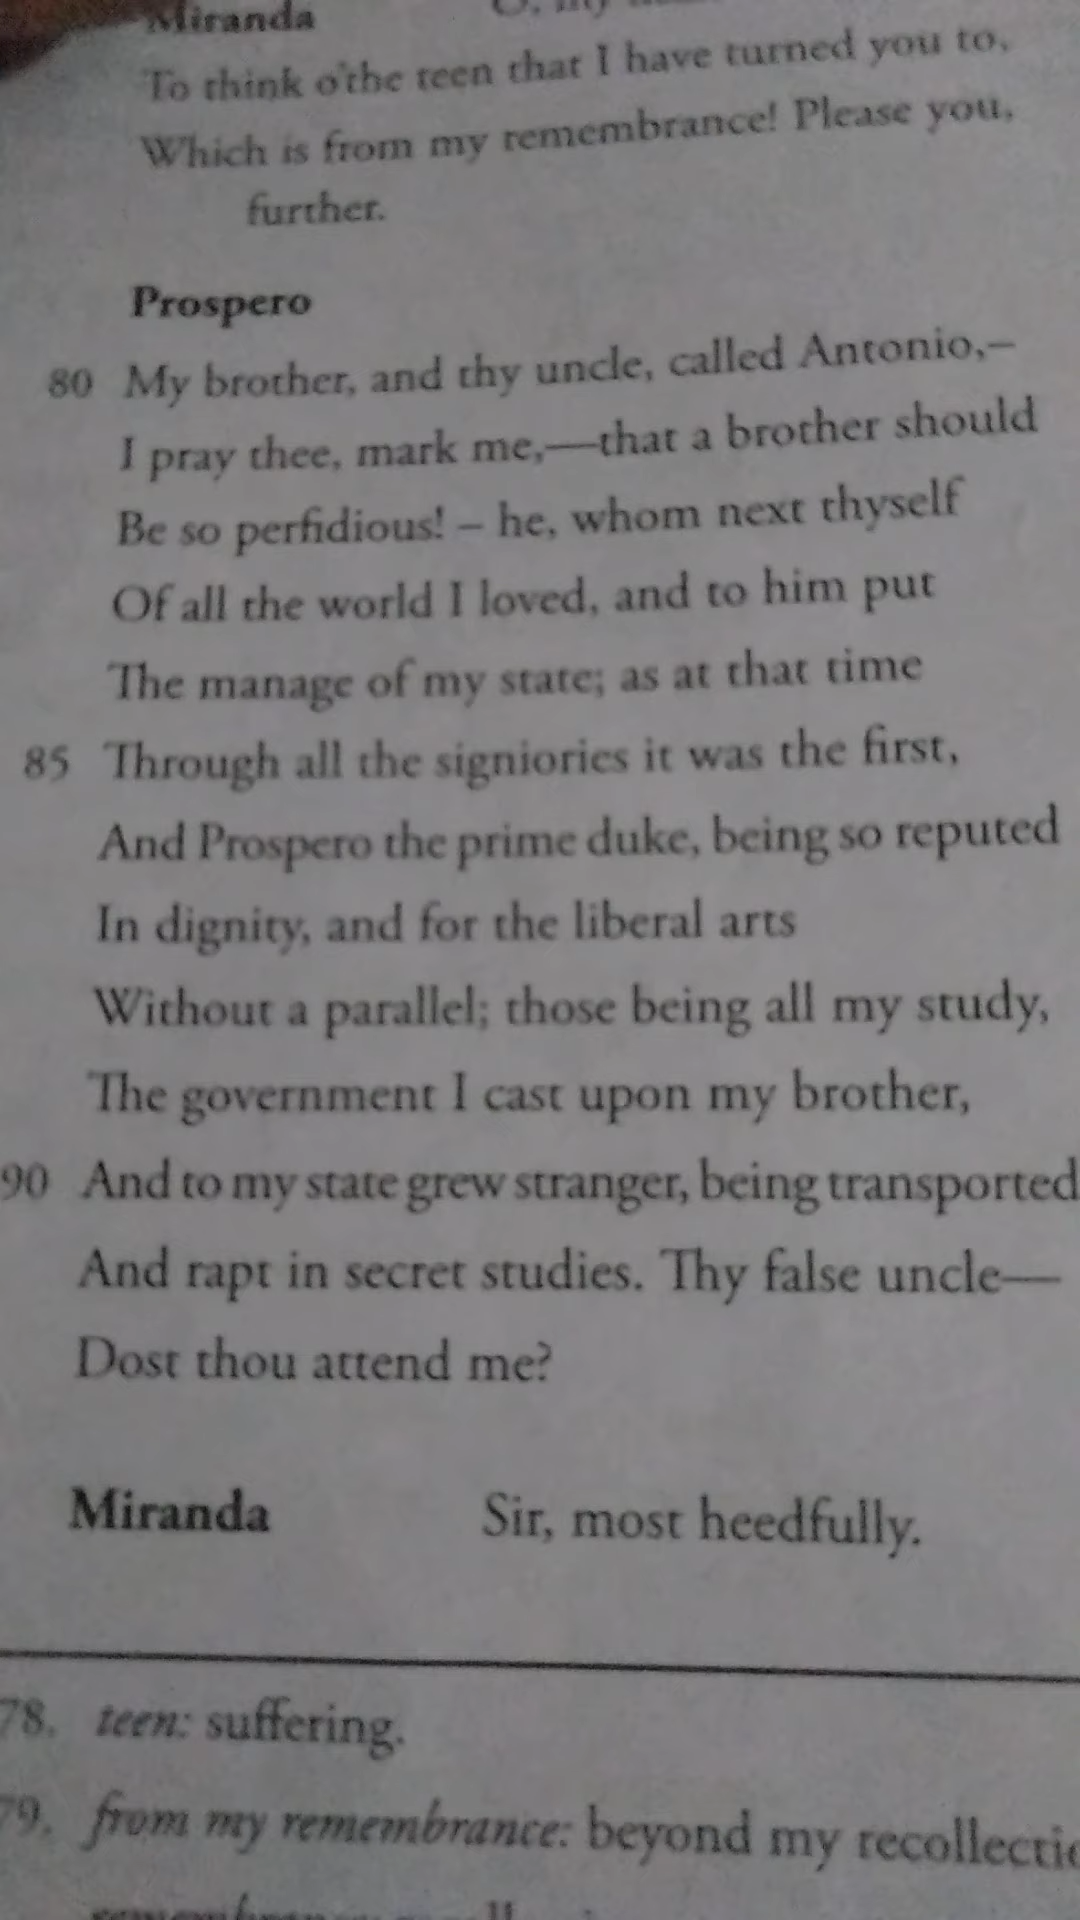 Miranda
To think o'the teen that I have turned you to,
Which is from my remembrance! Please you,
further.
Prospero
80 My brother, and thy uncle, called Antonio,–
I pray thee, mark me,—that a brother should
Be so perfidious! – he, whom next thyself
Of all the world I loved, and to him put
The manage of my state; as at that time
85 Through all the signiories it was the first,
And Prospero the prime duke, being so reputed
In dignity, and for the liberal arts
Without a parallel; those being all my study,
The government I cast upon my brother,
90 And to my state grew stranger, being transported
And rapt in secret studies. Thy false uncle—
Dost thou attend me?
Miranda Sir, most heedfully.
78. teen: suffering.
79. from my remembrance: beyond my recollectio